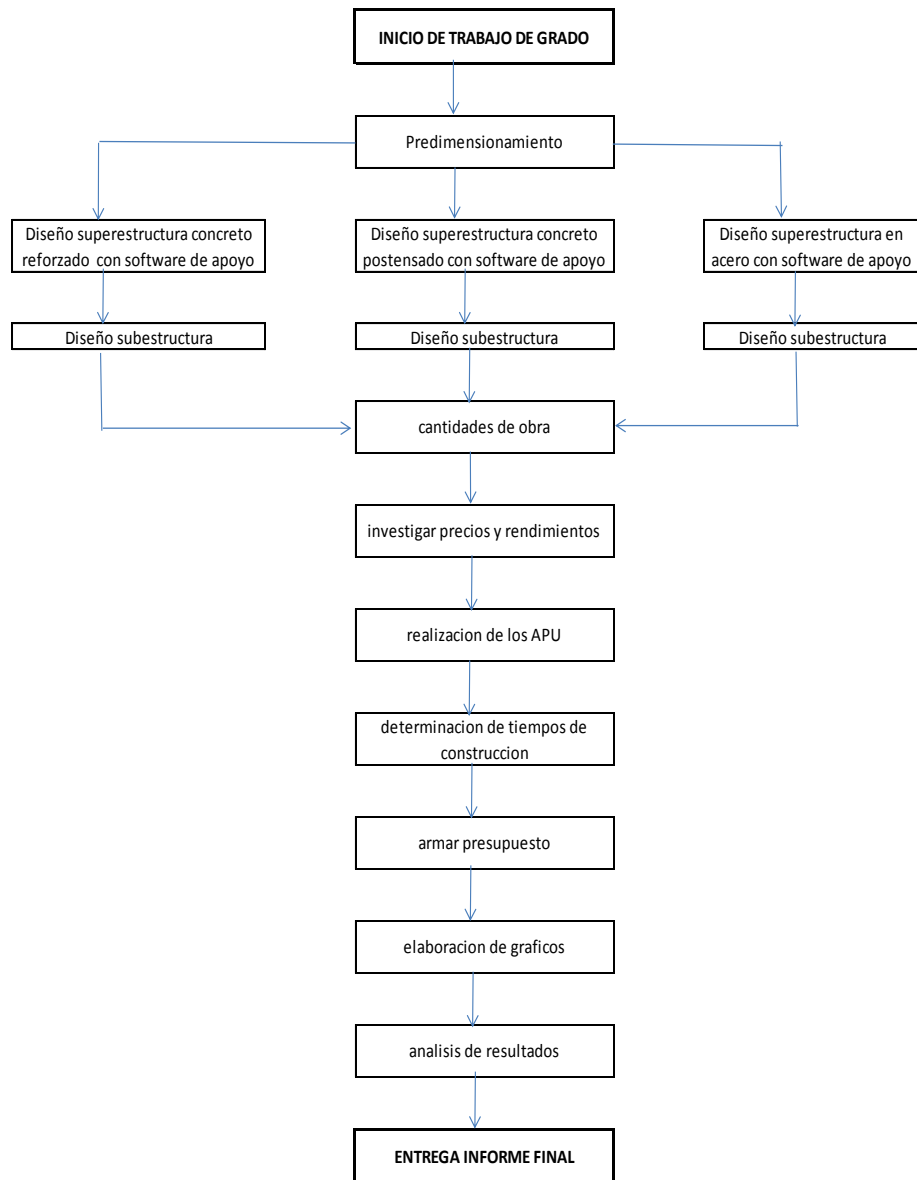 INICIO DE TRABAJO DE GRADO
Predimensionamiento
Diseño superestructura concreto
reforzado con software de apoyo
Diseño superestructura concreto
postensado con software de apoyo
Diseño superestructura en
acero con software de apoyo
Diseño subestructura
Diseño subestructura
Diseño subestructura
cantidades de obra
investigar precios y rendimientos
realizacion de los APU
determinacion de tiempos de
construccion
armar presupuesto
elaboracion de graficos
analisis de resultados
ENTREGA INFORME FINAL